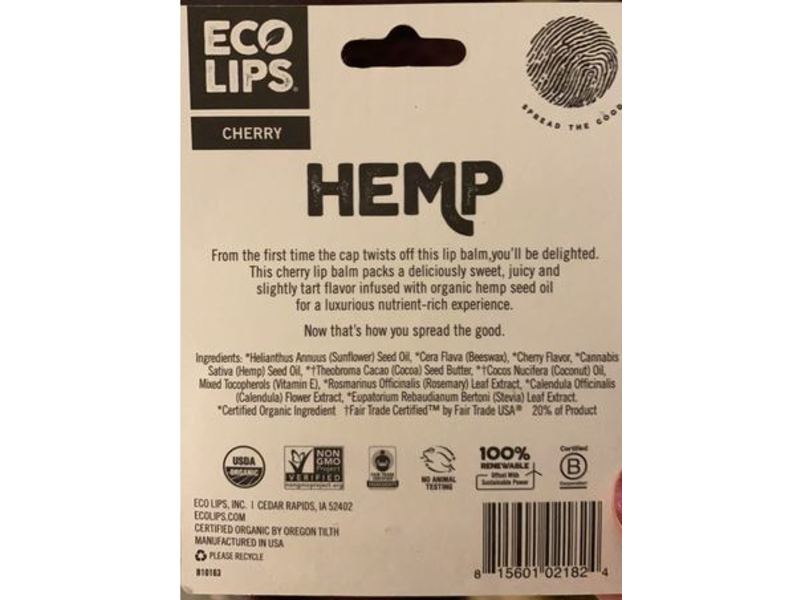 ECO
LIPS®
CHERRY
SPREAD THE GOOD
HEMP
From the first time the cap twists off this lip balm,you'll be delighted.
This cherry lip balm packs a deliciously sweet, juicy and
slightly tart flavor infused with organic hemp seed oil
for a luxurious nutrient-rich experience.
Now that's how you spread the good.
Ingredients: *Helianthus Annuus (Sunflower) Seed Oil, *Cera Flava (Beeswax), *Cherry Flavor, *Cannabis
Sativa (Hemp) Seed Oil, *†Theobroma Cacao (Cocoa) Seed Butter, *†Cocos Nucifera (Coconut) Oil,
Mixed Tocopherols (Vitamin E), *Rosmarinus Officinalis (Rosemary) Leaf Extract, *Calendula Officinalis
(Calendula) Flower Extract, *Eupatorium Rebaudianum Bertoni (Stevia) Leaf Extract.
*Certified Organic Ingredient †Fair Trade Certified™ by Fair Trade USA® 20% of Product
USDA
ORGANIC
NON
GMO
Project
VERIFIED
nongmoproject.org
FAIR TRADE
CERTIFIED
NO ANIMAL
TESTING
100%
RENEWABLE
Offset With
Sustainable Power
Certified
B
Corporation
ECO LIPS, INC. | CEDAR RAPIDS, IA 52402
ECOLIPS.COM
CERTIFIED ORGANIC BY OREGON TILTH
MANUFACTURED IN USA
PLEASE RECYCLE
B10163
8 15601 02182 4